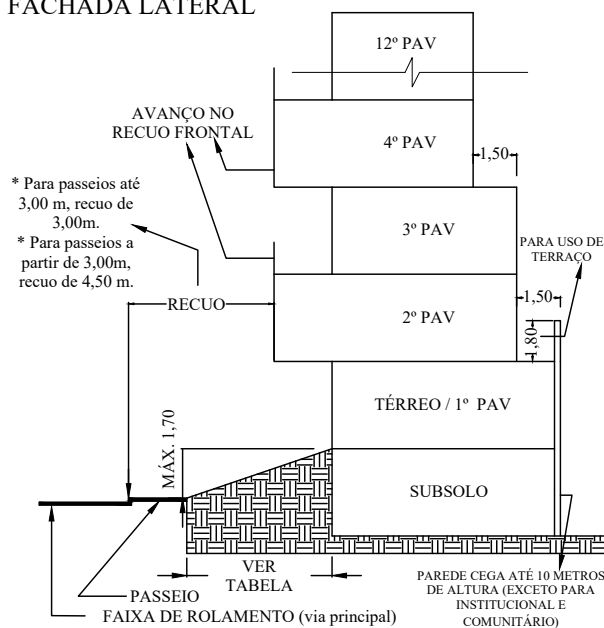 FACHADA LATERAL
12º PAV
AVANÇO NO
RECUO FRONTAL
4º PAV
1,50
* Para passeios até
3,00 m, recuo de
3,00m.
* Para passeios a
partir de 3,00m,
recuo de 4,50 m.
3º PAV
PARA USO DE
TERRAÇO
1,50
RECUO
2º PAV
1,80
TÉRREO / 1º PAV
MÁX. 1,70
SUBSOLO
VER
TABELA
PASSEIO
FAIXA DE ROLAMENTO (via principal)
PAREDE CEGA ATÉ 10 METROS
DE ALTURA (EXCETO PARA
INSTITUCIONAL E
COMUNITÁRIO)